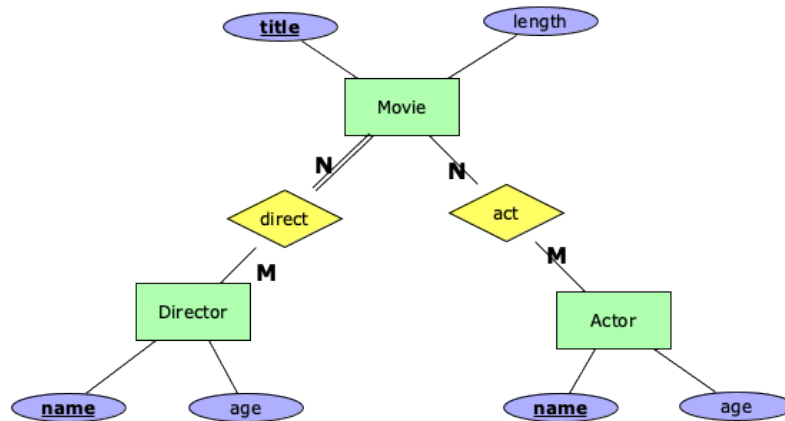 title
length
Movie
N
N
direct
act
M
M
Director
Actor
name
age
name
age